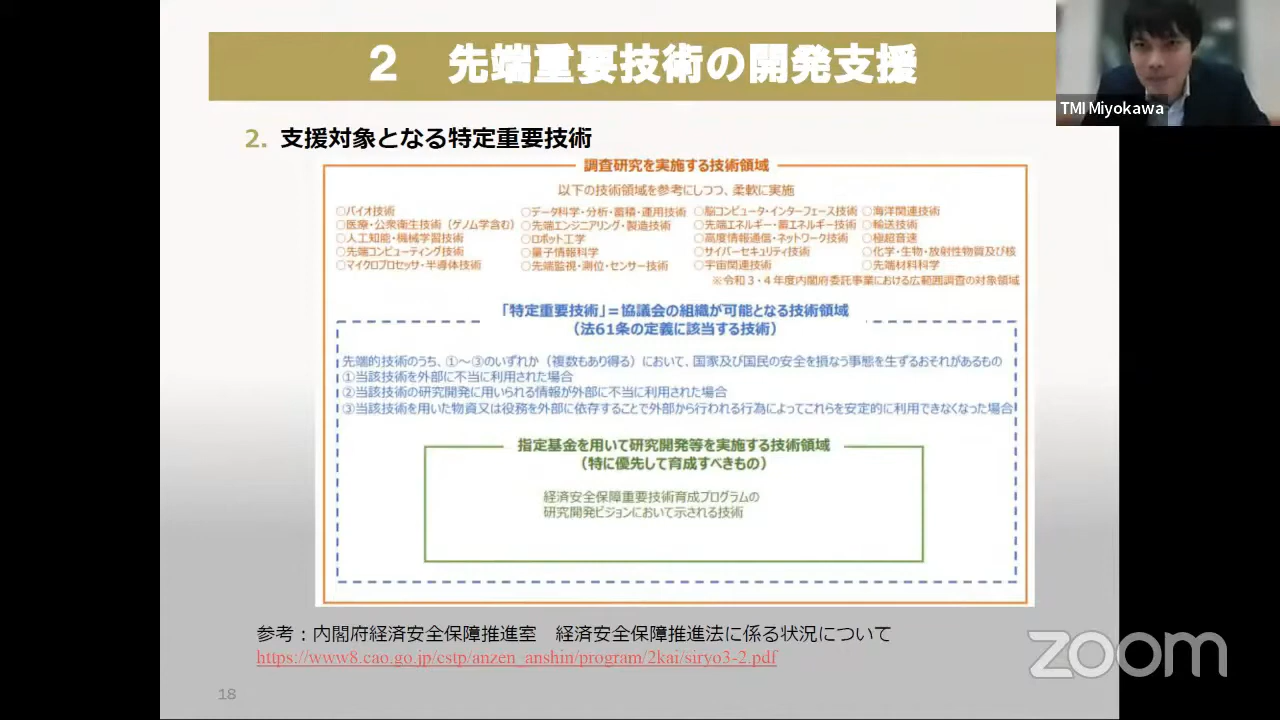 2　先端重要技術の開発支援
TMI Miyokawa
2. 支援対象となる特定重要技術
調査研究を実施する技術領域
以下の技術領域を参考にしつつ、柔軟に実施
○バイオ技術
○医療・公衆衛生技術（ゲノム学含む）
○人工知能・機械学習技術
○先端コンピューティング技術
○マイクロプロセッサ・半導体技術
○データ科学・分析・蓄積・運用技術
○先端エンジニアリング・製造技術
○ロボット工学
○量子情報科学
○先端監視・測位・センサー技術
○脳コンピュータ・インターフェース技術
○先端エネルギー・蓄エネルギー技術
○高度情報通信・ネットワーク技術
○サイバーセキュリティ技術
○宇宙関連技術
○海洋関連技術
○輸送技術
○極超音速
○化学・生物・放射性物質及び核
○先端材料科学
※令和３・４年度内閣府委託事業における広範囲調査の対象領域
「特定重要技術」＝協議会の組織が可能となる技術領域
（法61条の定義に該当する技術）
先端的技術のうち、①～③のいずれか（複数もあり得る）において、国家及び国民の安全を損なう事態を生ずるおそれがあるもの
①当該技術を外部に不当に利用された場合
②当該技術の研究開発に用いられる情報が外部に不当に利用された場合
③当該技術を用いた物資又は役務を外部に依存することで外部から行われる行為によってこれらを安定的に利用できなくなった場合
指定基金を用いて研究開発等を実施する技術領域
（特に優先して育成すべきもの）
経済安全保障重要技術育成プログラムの
研究開発ビジョンにおいて示される技術
参考：内閣府経済安全保障推進室　経済安全保障推進法に係る状況について
https://www8.cao.go.jp/cstp/anzen_anshin/program/2kai/siryo3-2.pdf
18
zoom